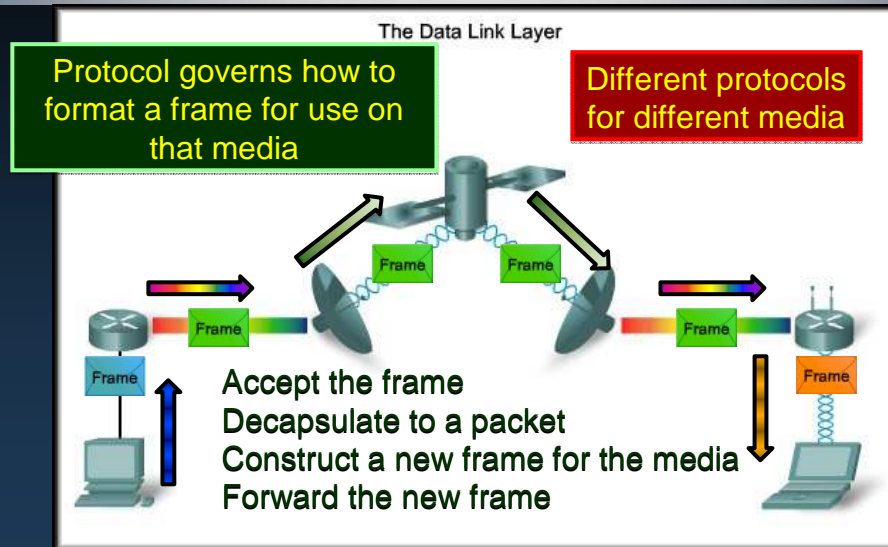 The Data Link Layer
Protocol governs how to
format a frame for use on
that media
Different protocols
for different media
Frame
Frame
Frame
Frame
Frame
Frame
Accept the frame
Decapsulate to a packet
Construct a new frame for the media
Forward the new frame